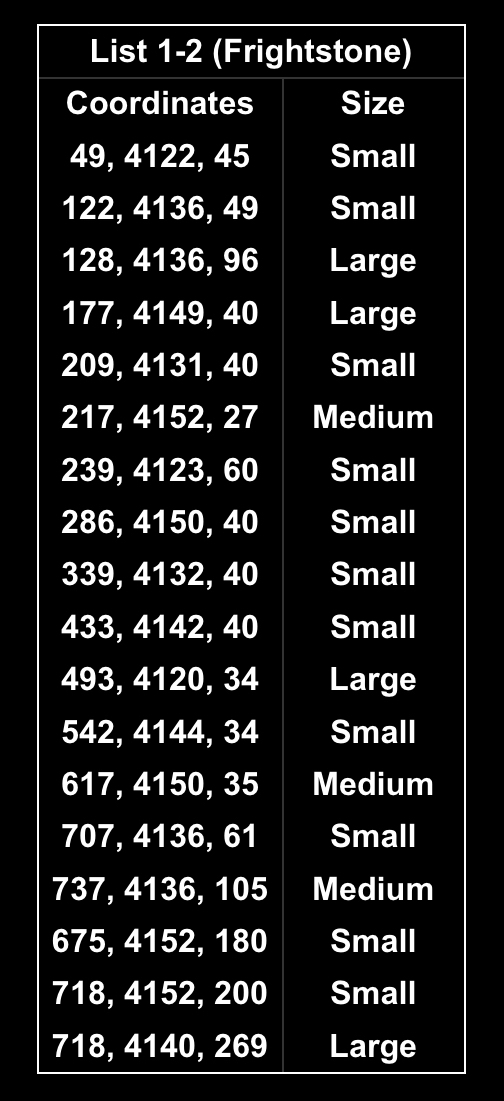 List 1-2 (Frightstone)
Coordinates Size
49, 4122, 45 Small
122, 4136, 49 Small
128, 4136, 96 Large
177, 4149, 40 Large
209, 4131, 40 Small
217, 4152, 27 Medium
239, 4123, 60 Small
286, 4150, 40 Small
339, 4132, 40 Small
433, 4142, 40 Small
493, 4120, 34 Large
542, 4144, 34 Small
617, 4150, 35 Medium
707, 4136, 61 Small
737, 4136, 105 Medium
675, 4152, 180 Small
718, 4152, 200 Small
718, 4140, 269 Large